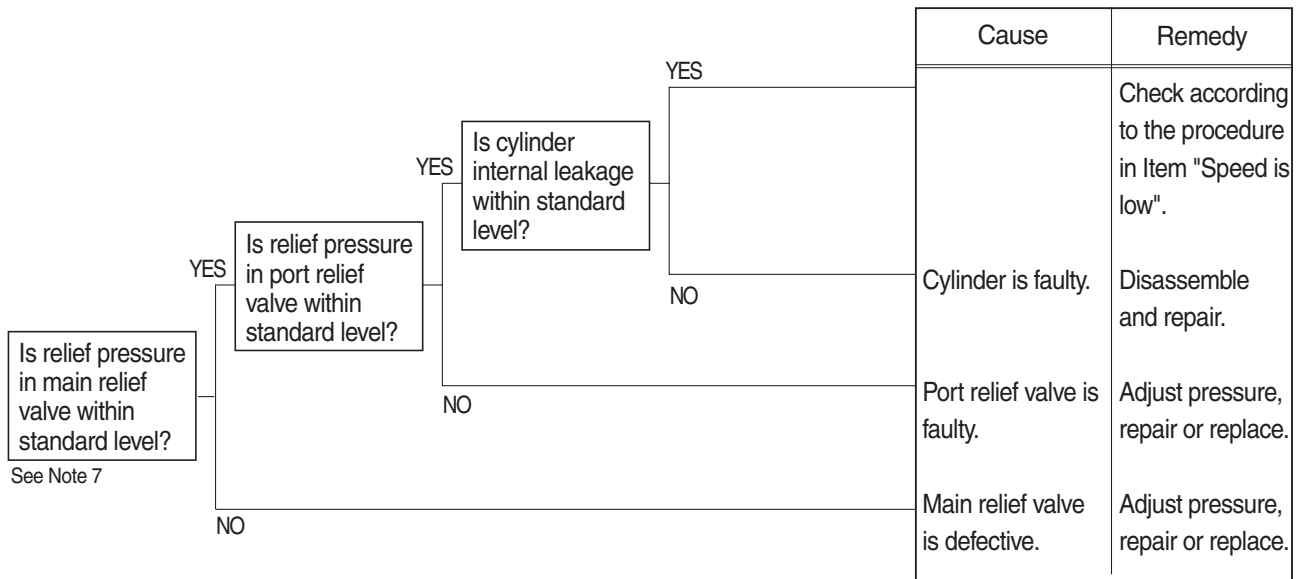 Cause
Remedy
YES
Check according
to the procedure
in Item "Speed is
low".
Is cylinder
internal leakage
within standard
level?
YES
NO
Cylinder is faulty.
Disassemble
and repair.
Is relief pressure
in port relief
valve within
standard level?
YES
NO
Port relief valve is
faulty.
Adjust pressure,
repair or replace.
Is relief pressure
in main relief
valve within
standard level?
See Note 7
NO
Main relief valve
is defective.
Adjust pressure,
repair or replace.